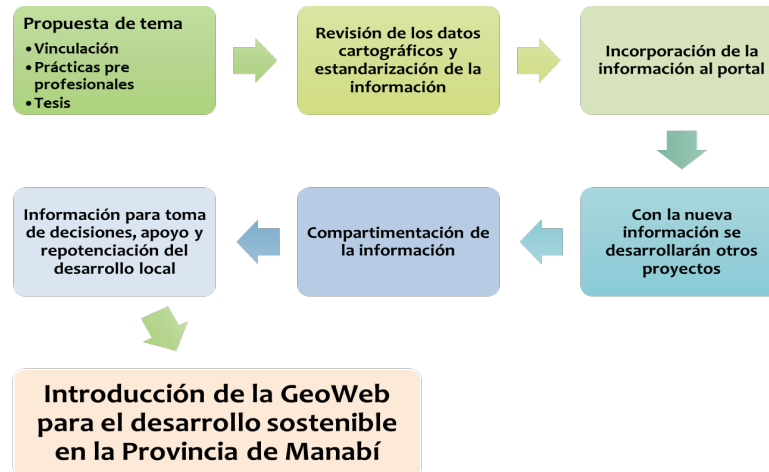 Propuesta de tema
• Vinculación
• Prácticas pre
profesionales
• Tesis
Revisión de los datos
cartográficos y
estandarización de la
información
Incorporación de la
información al portal
Con la nueva
información se
desarrollarán otros
proyectos
Compartimentación de
la información
Información para toma
de decisiones, apoyo y
repotenciación del
desarrollo local
Introducción de la GeoWeb
para el desarrollo sostenible
en la Provincia de Manabí